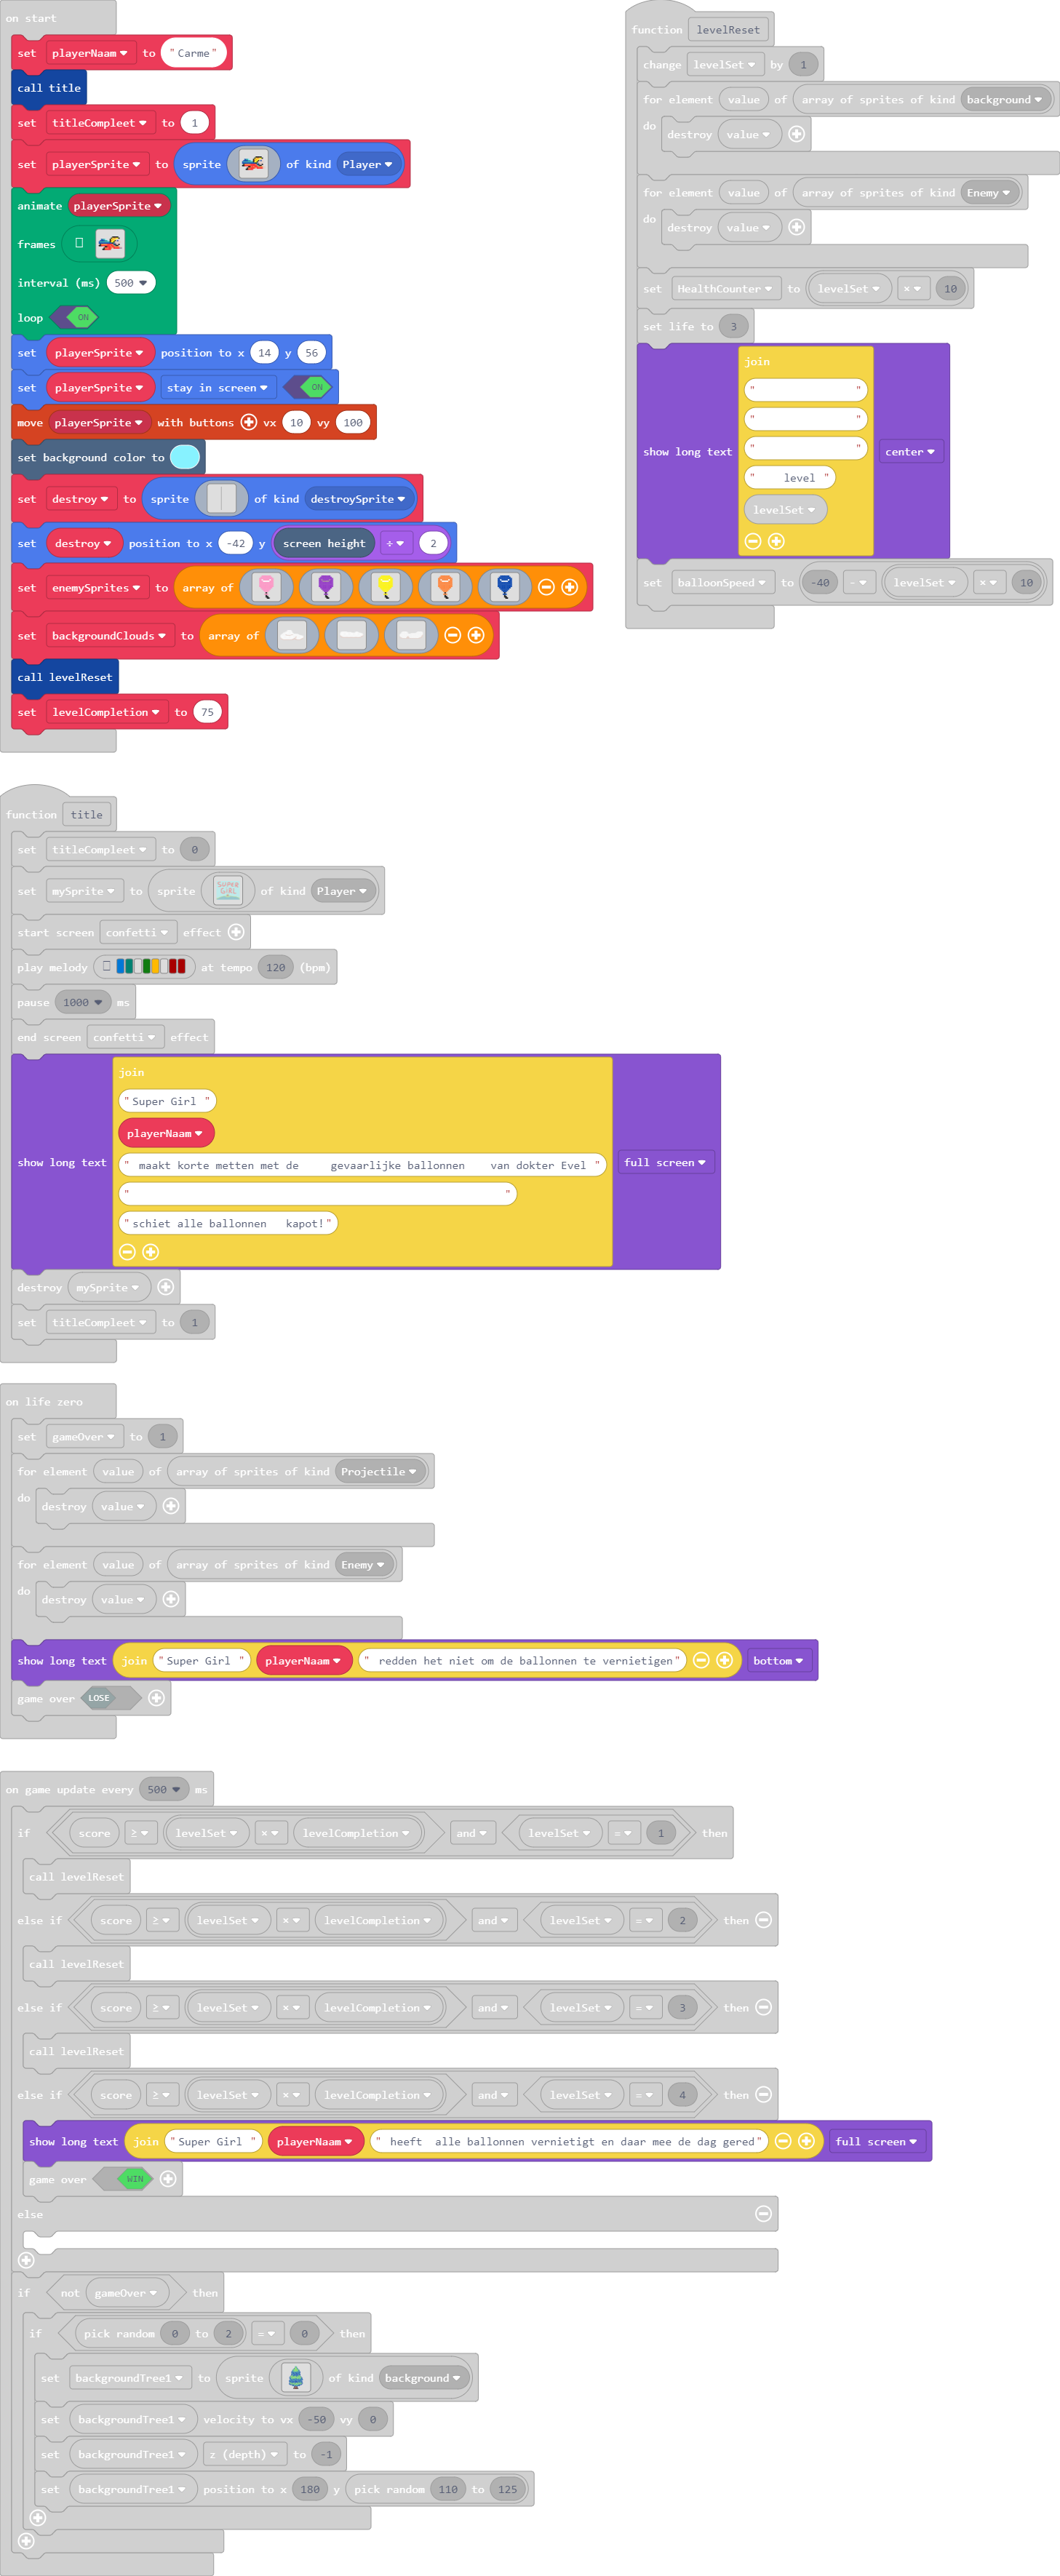 on start
set playerNaam to "Carme"
call title
set titleCompleet to 1
set playerSprite to sprite of kind Player
animate playerSprite
frames
interval (ms) 500
loop ON
set playerSprite position to x 14 y 56
set playerSprite stay in screen ON
move playerSprite with buttons vx 10 vy 100
set background color to
set destroy to sprite of kind destroySprite
set destroy position to x -42 y screen height ÷ 2
set enemySprites to array of
set backgroundClouds to array of
call levelReset
set levelCompletion to 75
function levelReset
change levelSet by 1
for element value of array of sprites of kind background
do destroy value
for element value of array of sprites of kind Enemy
do destroy value
set HealthCounter to levelSet × 10
set life to 3
join
" "
" "
" "
show long text center
" level "
levelSet
set balloonSpeed to -40 - levelSet × 10
function title
set titleCompleet to 0
set mySprite to sprite SUPER GIRL of kind Player
start screen confetti effect
play melody at tempo 120 (bpm)
pause 1000 ms
end screen confetti effect
join
"Super Girl "
playerNaam
show long text full screen
" maakt korte metten met de gevaarlijke ballonnen van dokter Evel "
" "
"schiet alle ballonnen kapot!"
destroy mySprite
set titleCompleet to 1
on life zero
set gameOver to 1
for element value of array of sprites of kind Projectile
do destroy value
for element value of array of sprites of kind Enemy
do destroy value
show long text join "Super Girl " playerNaam " redden het niet om de ballonnen te vernietigen" bottom
game over LOSE
on game update every 500 ms
if score ≥ levelSet × levelCompletion and levelSet = 1 then
call levelReset
else if score ≥ levelSet × levelCompletion and levelSet = 2 then
call levelReset
else if score ≥ levelSet × levelCompletion and levelSet = 3 then
call levelReset
else if score ≥ levelSet × levelCompletion and levelSet = 4 then
show long text join "Super Girl " playerNaam " heeft alle ballonnen vernietigt en daar mee de dag gered" full screen
game over WIN
else
if not gameOver then
if pick random 0 to 2 = 0 then
set backgroundTree1 to sprite of kind background
set backgroundTree1 velocity to vx -50 vy 0
set backgroundTree1 z (depth) to -1
set backgroundTree1 position to x 180 y pick random 110 to 125